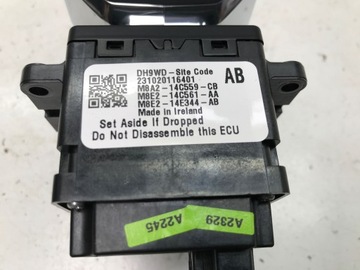 DH9WD-Site Code
231020116401
M8A2-14C559-CB
M8E2-14C561-AA
M8E2-14E344-AB
Made in Ireland
AB
Set Aside If Dropped
Do Not Disassemble this ECU
A2245
A2329